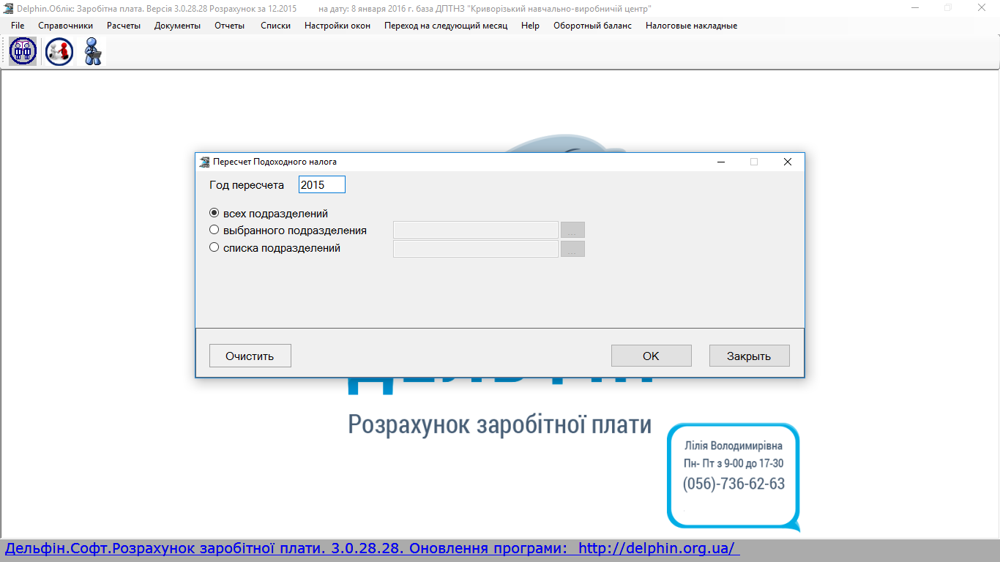 Delphin.Облік: Заробітна плата. Версія 3.0.28.28 Розрахунок за 12.2015 на дату: 8 января 2016 г. база ДПТНЗ "Криворізький навчально-виробничій центр"
File Справочники Расчеты Документы Отчеты Списки Настройки окон Переход на следующий месяц Help Оборотный баланс Налоговые накладные
Пересчет Подоходного налога
Год пересчета 2015
всех подразделений
выбранного подразделения ...
списка подразделений ...
Очистить OK Закрыть
Розрахунок заробітної плати
Лілія Володимирівна
Пн- Пт з 9-00 до 17-30
(056)-736-62-63
Дельфін.Софт.Розрахунок заробітної плати. 3.0.28.28. Оновлення програми: http://delphin.org.ua/